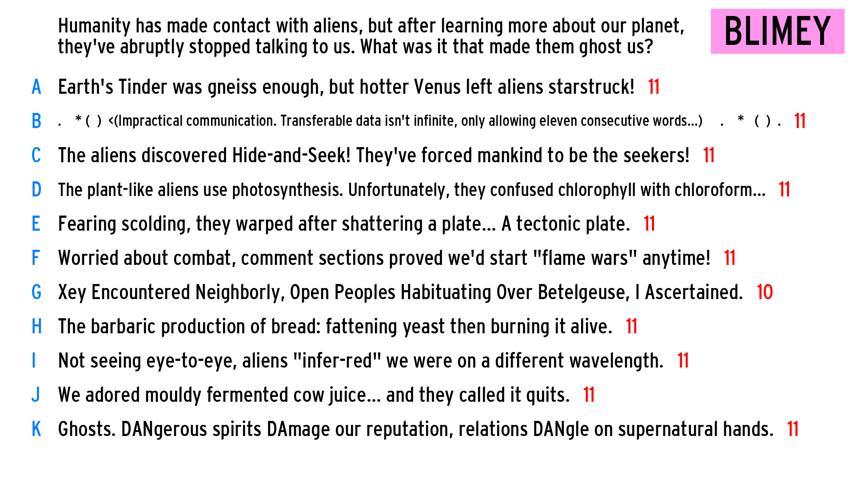 Humanity has made contact with aliens, but after learning more about our planet,
they've abruptly stopped talking to us. What was it that made them ghost us?
BLIMEY
A Earth's Tinder was gneiss enough, but hotter Venus left aliens starstruck! 11
B . *( ) <(Impractical communication. Transferable data isn't infinite, only allowing eleven consecutive words...) . * ( ) . 11
C The aliens discovered Hide-and-Seek! They've forced mankind to be the seekers! 11
D The plant-like aliens use photosynthesis. Unfortunately, they confused chlorophyll with chloroform... 11
E Fearing scolding, they warped after shattering a plate... A tectonic plate. 11
F Worried about combat, comment sections proved we'd start "flame wars" anytime! 11
G Xey Encountered Neighborly, Open Peoples Habituating Over Betelgeuse, I Ascertained. 10
H The barbaric production of bread: fattening yeast then burning it alive. 11
I Not seeing eye-to-eye, aliens "infer-red" we were on a different wavelength. 11
J We adored mouldy fermented cow juice... and they called it quits. 11
K Ghosts. DANgerous spirits DAmage our reputation, relations DANgle on supernatural hands. 11